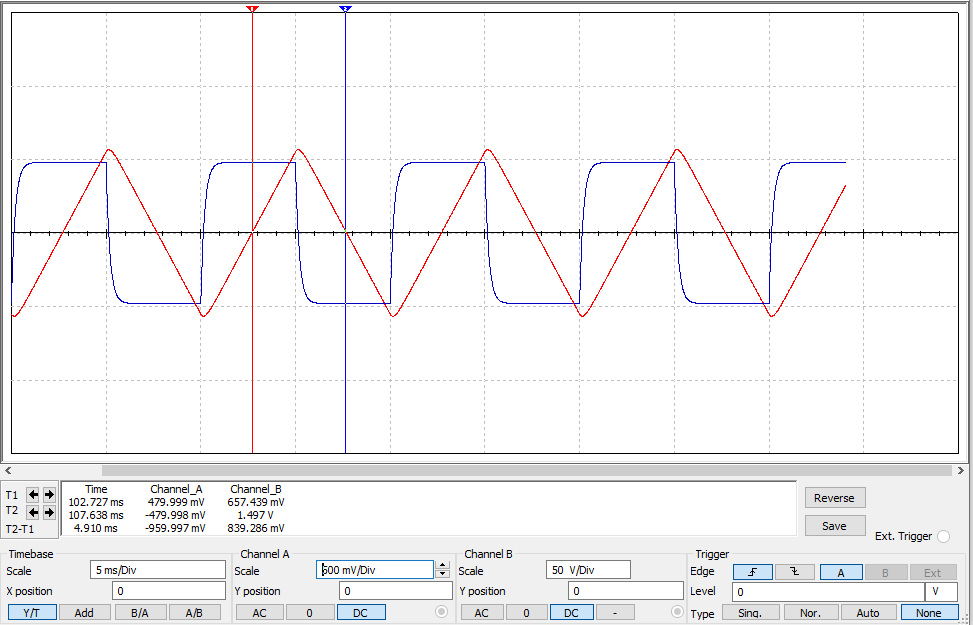 1 2
T1
T2
T2-T1
Time Channel_A Channel_B
102.727 ms 479.999 mV 657.439 mV
107.638 ms -479.998 mV 1.497 V
4.910 ms -959.997 mV 839.286 mV
Reverse
Save
Ext. Trigger
Timebase
Scale 5 ms/Div
X position 0
Y/T Add B/A A/B
Channel A
Scale 500 mV/Div
Y position 0
AC 0 DC
Channel B
Scale 50 V/Div
Y position 0
AC 0 DC -
Trigger
Edge A B Ext
Level 0 V
Type Sing. Nor. Auto None